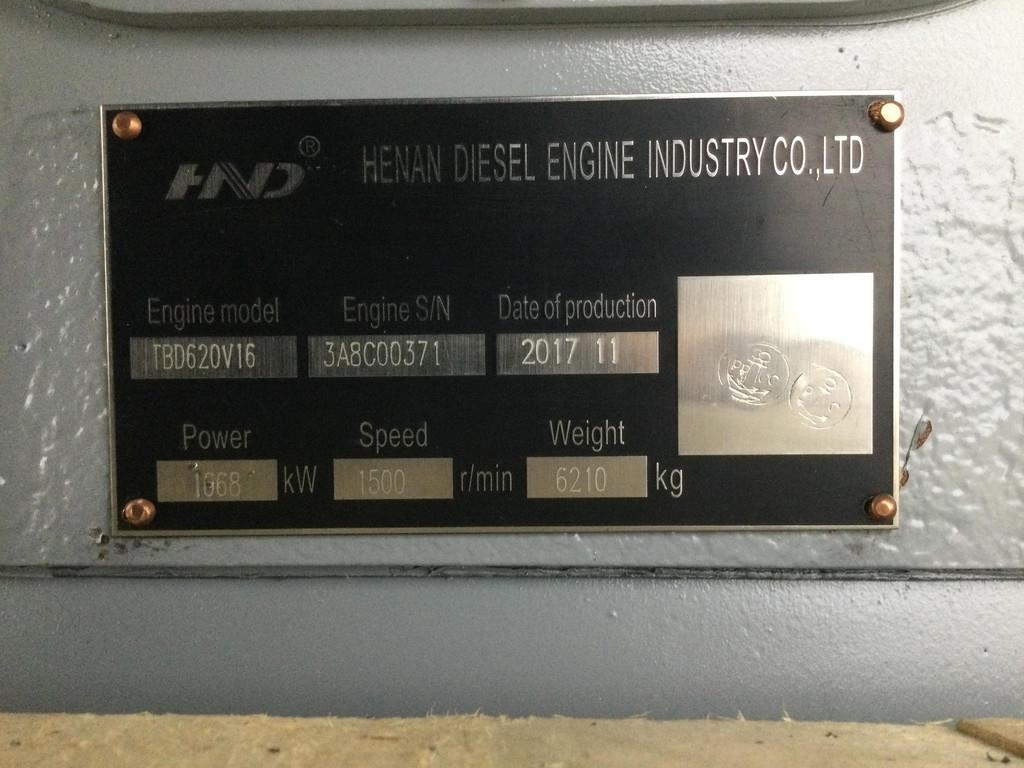 HND® HENAN DIESEL ENGINE INDUSTRY CO.,LTD
Engine model Engine S/N Date of production
TBD620V16 3A8C00371 2017 11
Power Speed Weight
1668 kW 1500 r/min 6210 kg